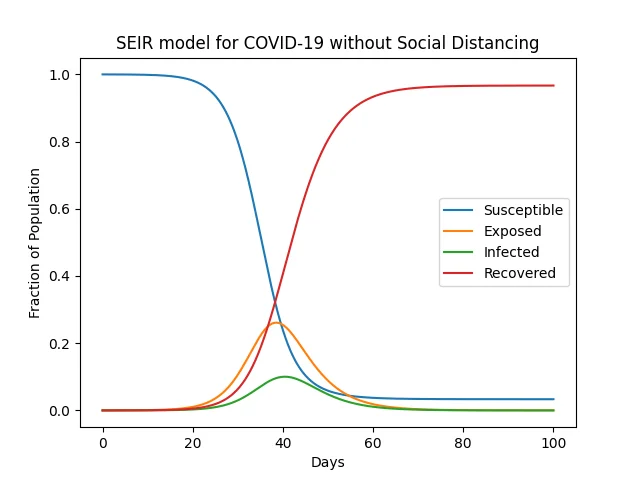 SEIR model for COVID-19 without Social Distancing
1.0
0.8
0.6
0.4
0.2
0.0
Fraction of Population
Susceptible
Exposed
Infected
Recovered
0 20 40 60 80 100
Days